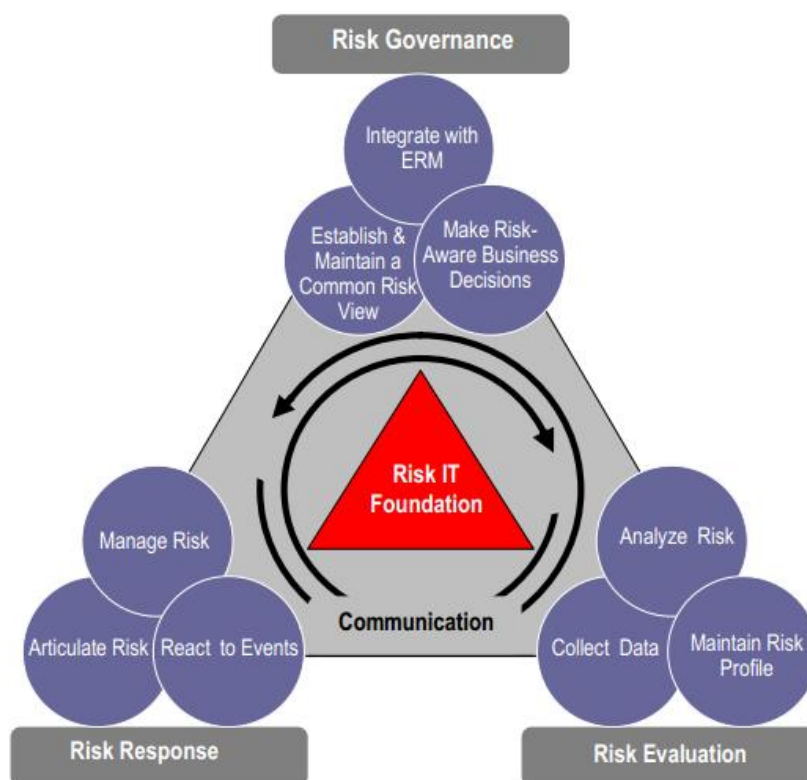 Risk Governance
Integrate with
ERM
Establish &
Maintain a
Common Risk
View
Make Risk-
Aware Business
Decisions
Risk IT
Foundation
Communication
Manage Risk
Articulate Risk
React to Events
Risk Response
Analyze Risk
Collect Data
Maintain Risk
Profile
Risk Evaluation